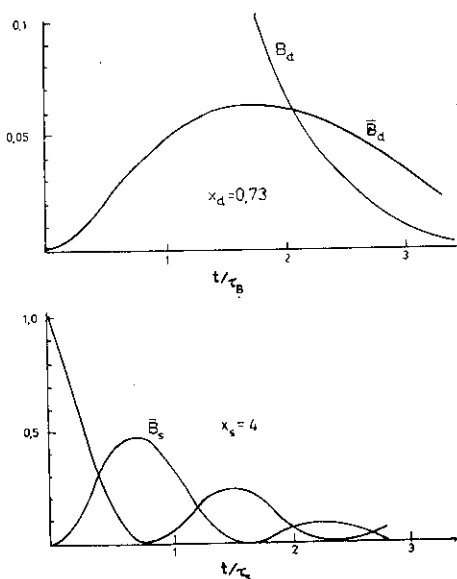 0,1
B_d
B̄_d
0,05
x_d=0,73
0
1
2
3
t/τ_B
1,0
B̄_s
x_s=4
0,5
1
2
3